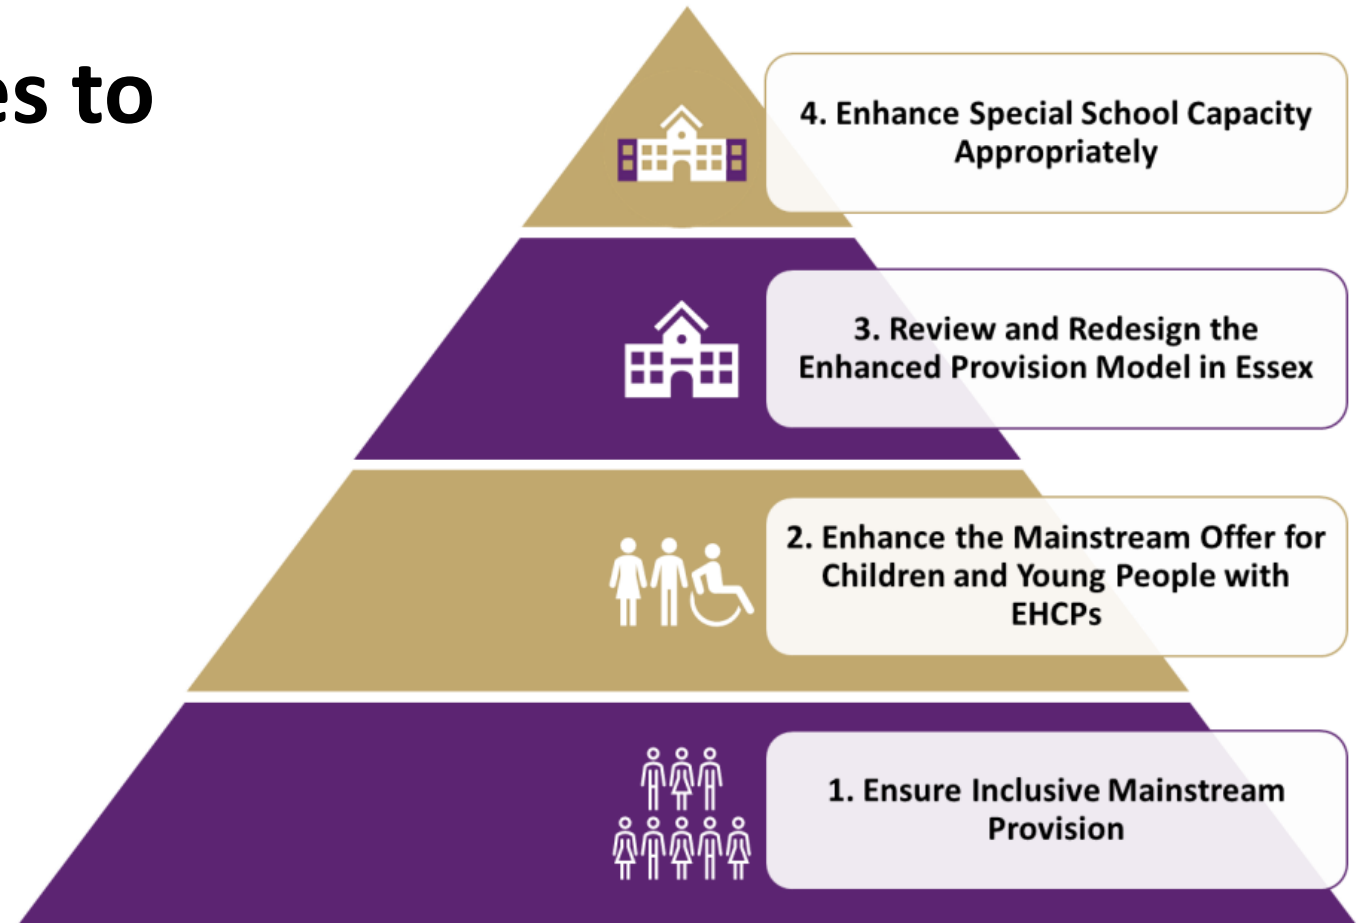 es to
4. Enhance Special School Capacity
Appropriately
3. Review and Redesign the
Enhanced Provision Model in Essex
2. Enhance the Mainstream Offer for
Children and Young People with
EHCPs
1. Ensure Inclusive Mainstream
Provision